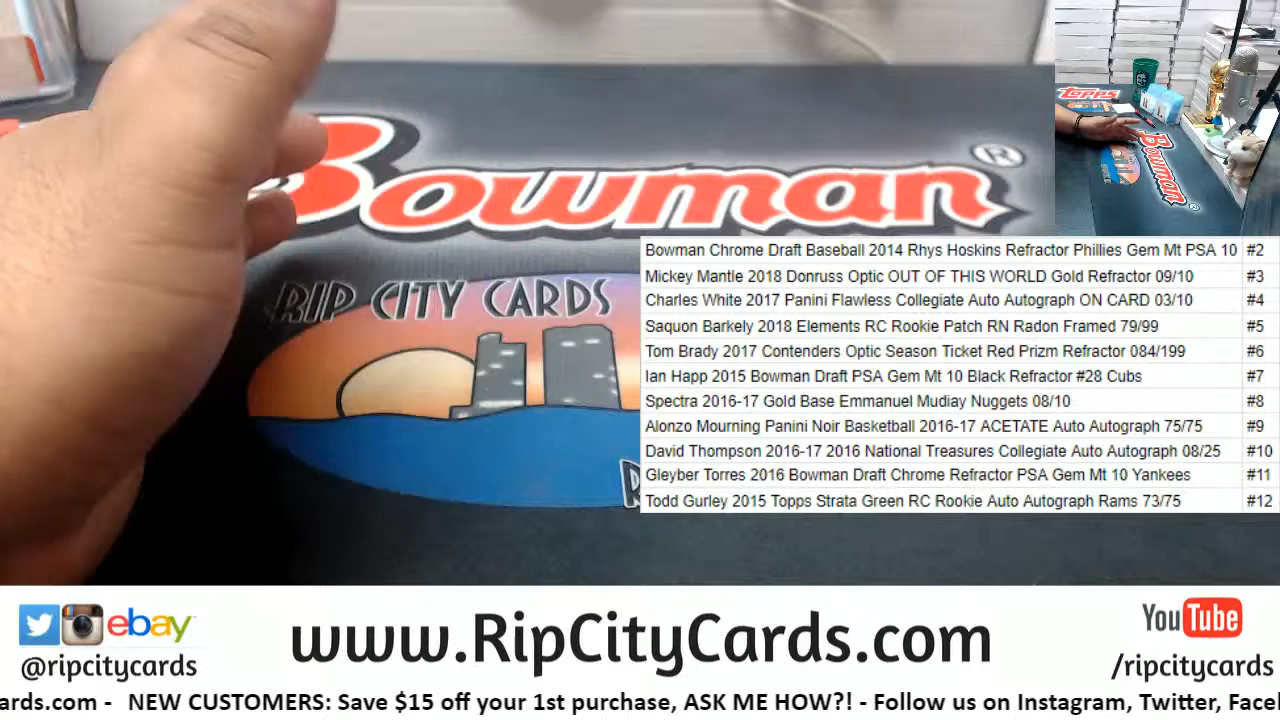 Bowman®
RIP CITY CARDS
R
TOPPS
Bowman
Bowman Chrome Draft Baseball 2014 Rhys Hoskins Refractor Phillies Gem Mt PSA 10 #2
Mickey Mantle 2018 Donruss Optic OUT OF THIS WORLD Gold Refractor 09/10 #3
Charles White 2017 Panini Flawless Collegiate Auto Autograph ON CARD 03/10 #4
Saquon Barkely 2018 Elements RC Rookie Patch RN Radon Framed 79/99 #5
Tom Brady 2017 Contenders Optic Season Ticket Red Prizm Refractor 084/199 #6
Ian Happ 2015 Bowman Draft PSA Gem Mt 10 Black Refractor #28 Cubs #7
Spectra 2016-17 Gold Base Emmanuel Mudiay Nuggets 08/10 #8
Alonzo Mourning Panini Noir Basketball 2016-17 ACETATE Auto Autograph 75/75 #9
David Thompson 2016-17 2016 National Treasures Collegiate Auto Autograph 08/25 #10
Gleyber Torres 2016 Bowman Draft Chrome Refractor PSA Gem Mt 10 Yankees #11
Todd Gurley 2015 Topps Strata Green RC Rookie Auto Autograph Rams 73/75 #12
ebay
@ripcitycards
www.RipCityCards.com
YouTube
/ripcitycards
ards.com - NEW CUSTOMERS: Save $15 off your 1st purchase, ASK ME HOW?! - Follow us on Instagram, Twitter, Facel